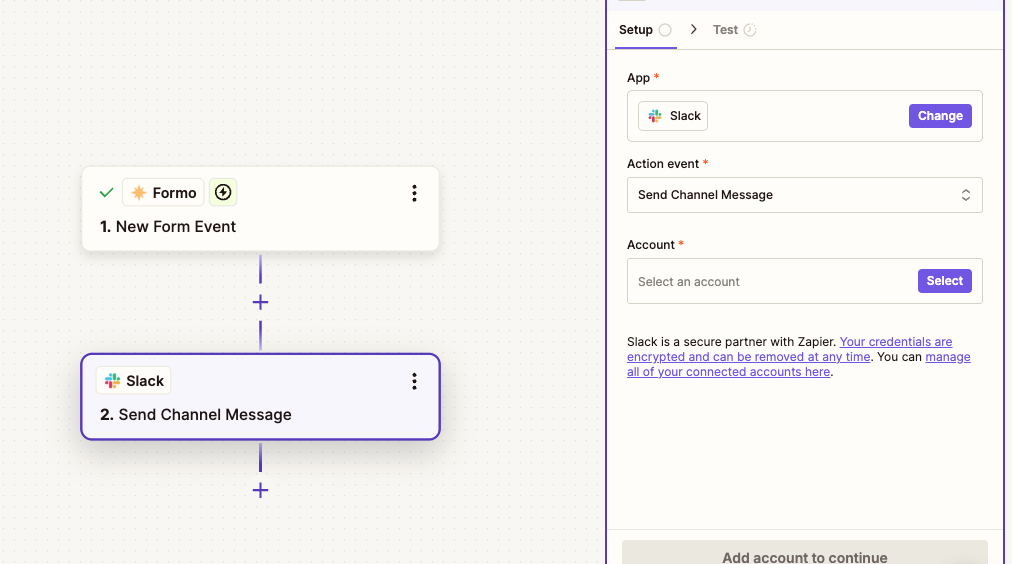 Setup
Test
App *
Slack
Change
Action event *
Send Channel Message
Account *
Select an account
Select
Slack is a secure partner with Zapier. Your credentials are
encrypted and can be removed at any time. You can manage
all of your connected accounts here.
Add account to continue
Formo
1. New Form Event
Slack
2. Send Channel Message